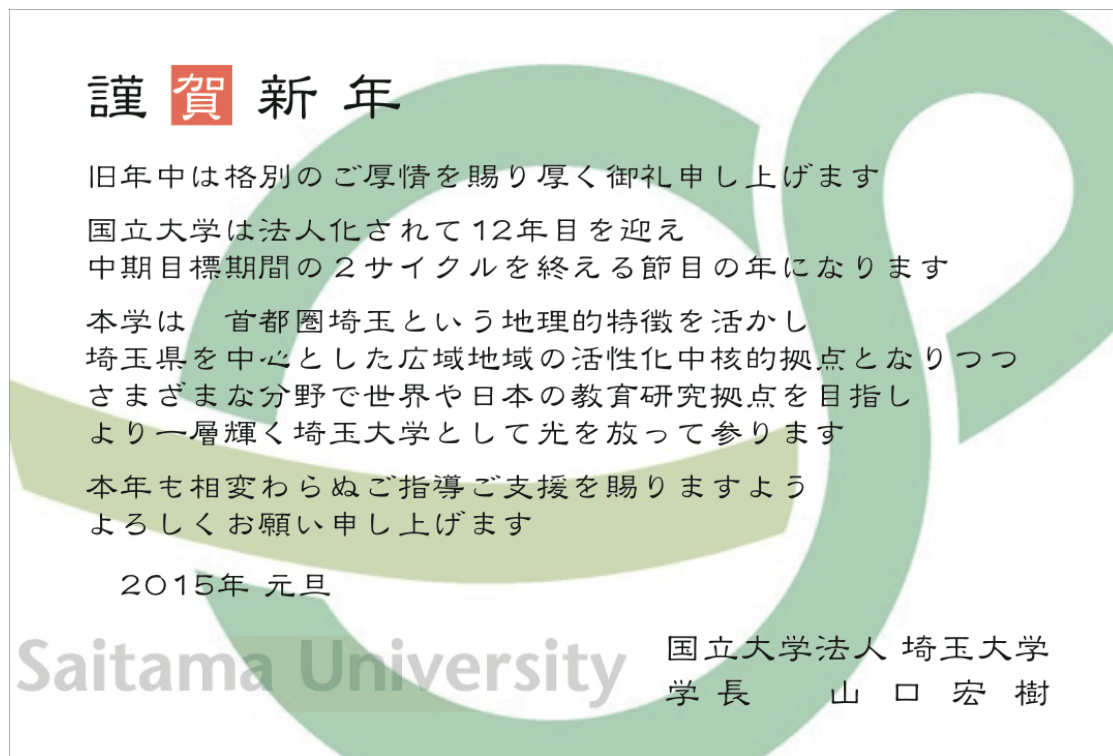 謹賀新年
旧年中は格別のご厚情を賜り厚く御礼申し上げます
国立大学は法人化されて12年目を迎え
中期目標期間の２サイクルを終える節目の年になります
本学は　首都圏埼玉という地理的特徴を活かし
埼玉県を中心とした広域地域の活性化中核的拠点となりつつ
さまざまな分野で世界や日本の教育研究拠点を目指し
より一層輝く埼玉大学として光を放って参ります
本年も相変わらぬご指導ご支援を賜りますよう
よろしくお願い申し上げます
2015年 元旦
Saitama University
国立大学法人 埼玉大学
学長　山口宏樹